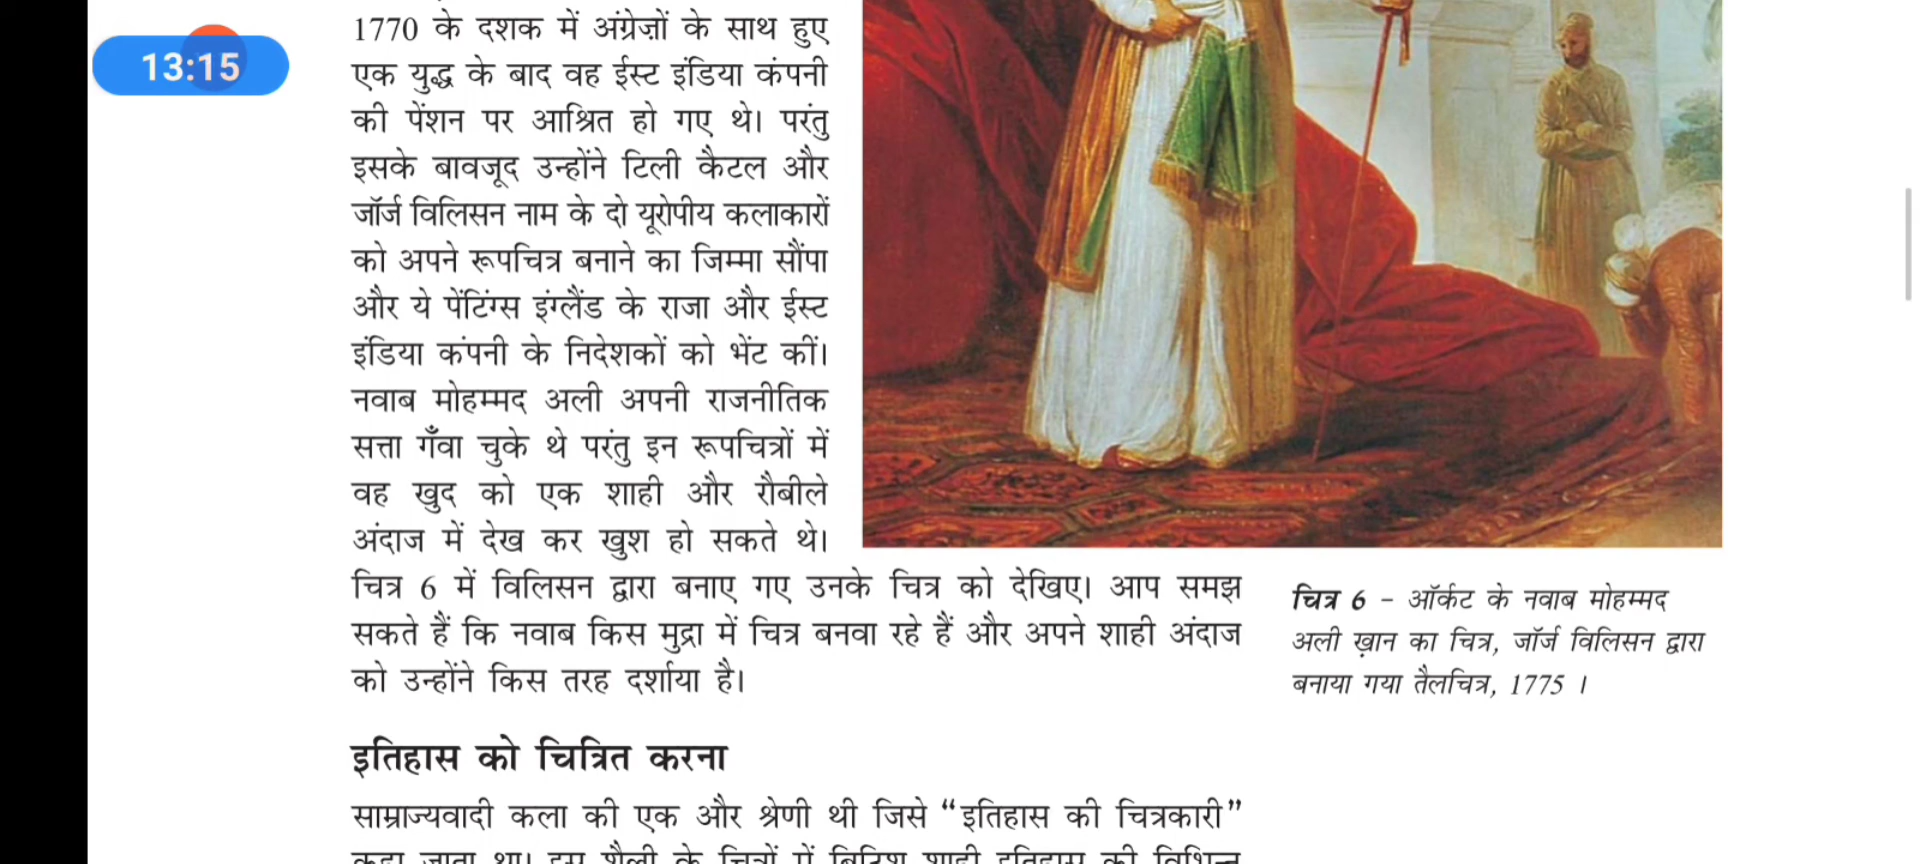 13:15
1770 के दशक में अंग्रेज़ों के साथ हुए
एक युद्ध के बाद वह ईस्ट इंडिया कंपनी
की पेंशन पर आश्रित हो गए थे। परंतु
इसके बावजूद उन्होंने टिली कैटल और
जॉर्ज विलिसन नाम के दो यूरोपीय कलाकारों
को अपने रूपचित्र बनाने का जिम्मा सौंपा
और ये पेंटिंग्स इंग्लैंड के राजा और ईस्ट
इंडिया कंपनी के निदेशकों को भेंट कीं।
नवाब मोहम्मद अली अपनी राजनीतिक
सत्ता गँवा चुके थे परंतु इन रूपचित्रों में
वह खुद को एक शाही और रौबीले
अंदाज में देख कर खुश हो सकते थे।
चित्र 6 में विलिसन द्वारा बनाए गए उनके चित्र को देखिए। आप समझ
सकते हैं कि नवाब किस मुद्रा में चित्र बनवा रहे हैं और अपने शाही अंदाज
को उन्होंने किस तरह दर्शाया है।
चित्र 6 - ऑर्कट के नवाब मोहम्मद
अली ख़ान का चित्र, जॉर्ज विलिसन द्वारा
बनाया गया तैलचित्र, 1775 ।
इतिहास को चित्रित करना
साम्राज्यवादी कला की एक और श्रेणी थी जिसे “इतिहास की चित्रकारी”
कहा जाता था। इस शैली के चित्रों में ब्रिटिश शाही इतिहास की विभिन्न